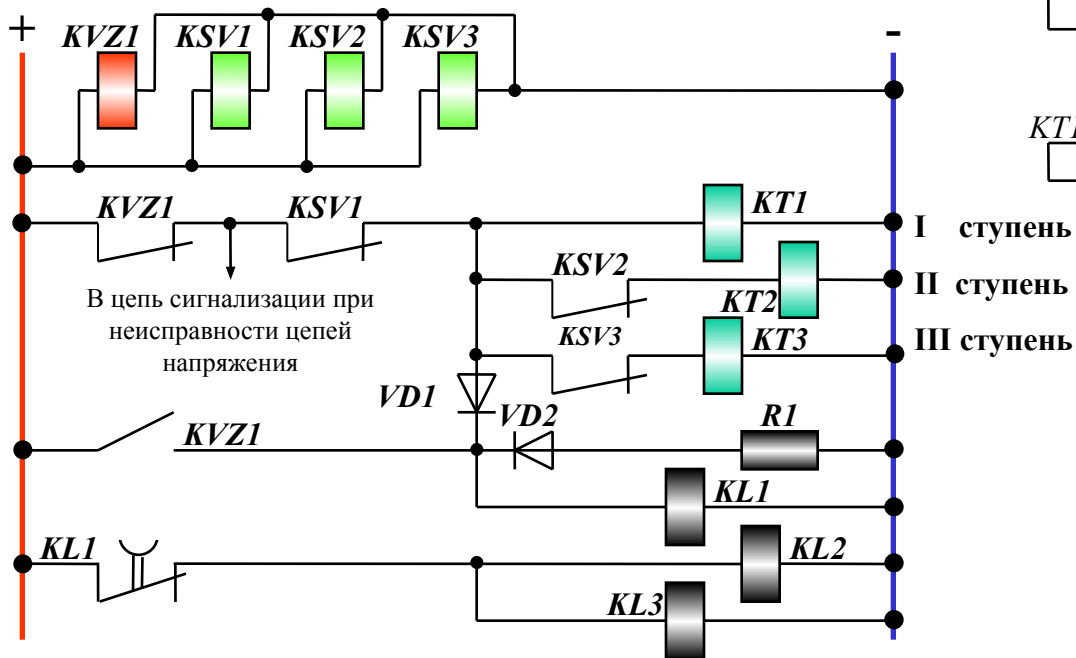 +
-
KVZ1
KSV1
KSV2
KSV3
KT1
KVZ1
KSV1
KT1
I ступень
KSV2
KT2
II ступень
В цепь сигнализации при
неисправности цепей
напряжения
KSV3
KT3
III ступень
VD1
VD2
R1
KVZ1
KL1
KL1
KL2
KL3